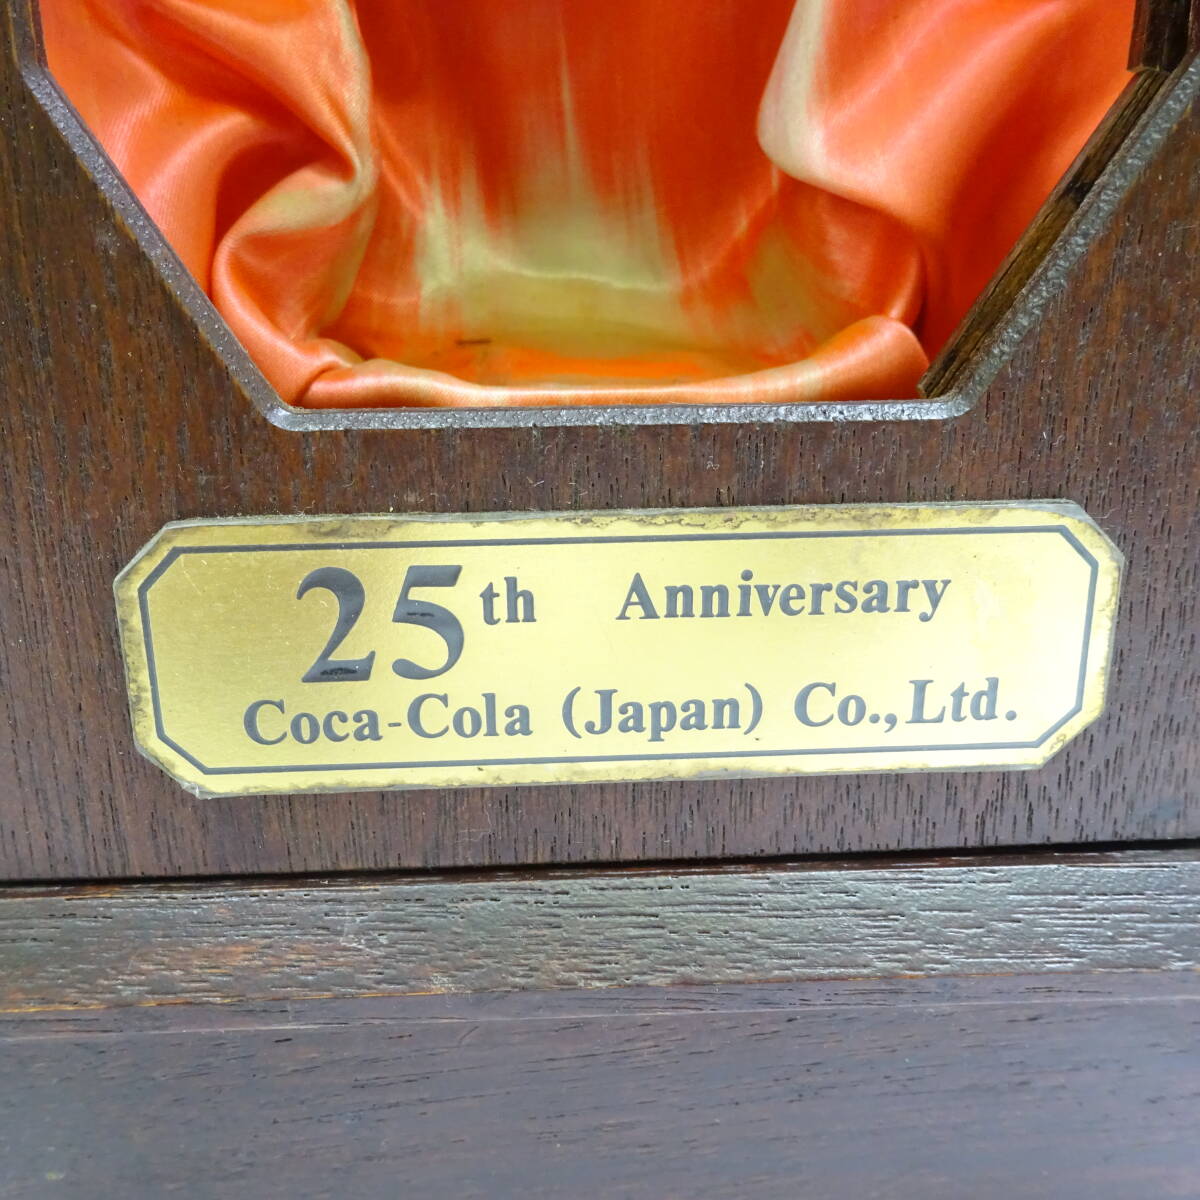 25th Anniversary
Coca-Cola (Japan) Co., Ltd.